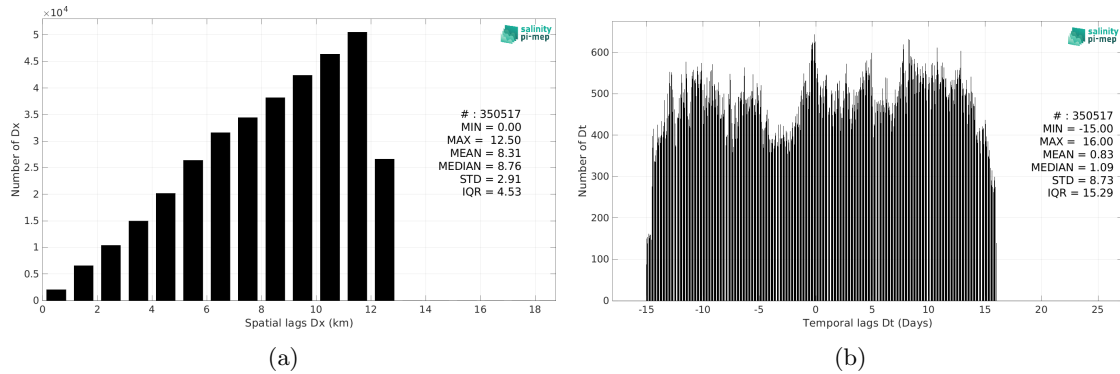 ×10⁴
5
4.5
4
3.5
3
2.5
2
1.5
1
0.5
0
Number of Dx
0 2 4 6 8 10 12 14 16 18
Spatial lags Dx (km)
salinity
pi-mep
# : 350517
MIN = 0.00
MAX = 12.50
MEAN = 8.31
MEDIAN = 8.76
STD = 2.91
IQR = 4.53
(a)
600
500
400
300
200
100
0
Number of Dt
-15 -10 -5 0 5 10 15 20 25
Temporal lags Dt (Days)
salinity
pi-mep
# : 350517
MIN = -15.00
MAX = 16.00
MEAN = 0.83
MEDIAN = 1.09
STD = 8.73
IQR = 15.29
(b)